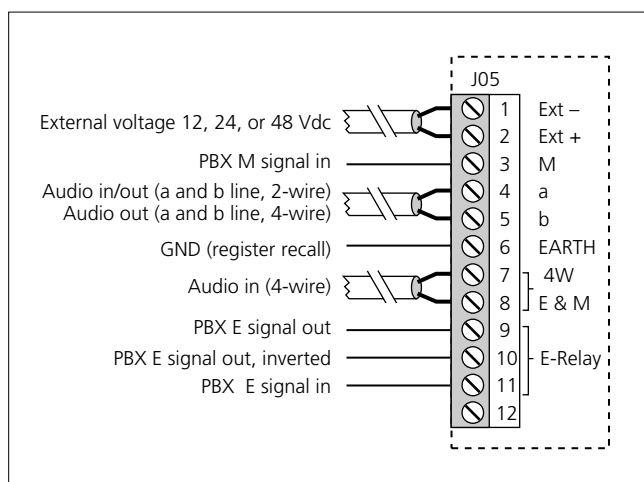 J05
External voltage 12, 24, or 48 Vdc 1 Ext –
2 Ext +
PBX M signal in 3 M
Audio in/out (a and b line, 2-wire) 4 a
Audio out (a and b line, 4-wire) 5 b
GND (register recall) 6 EARTH
Audio in (4-wire) 7 4W
8 E & M
PBX E signal out 9
PBX E signal out, inverted 10 E-Relay
PBX E signal in 11
12